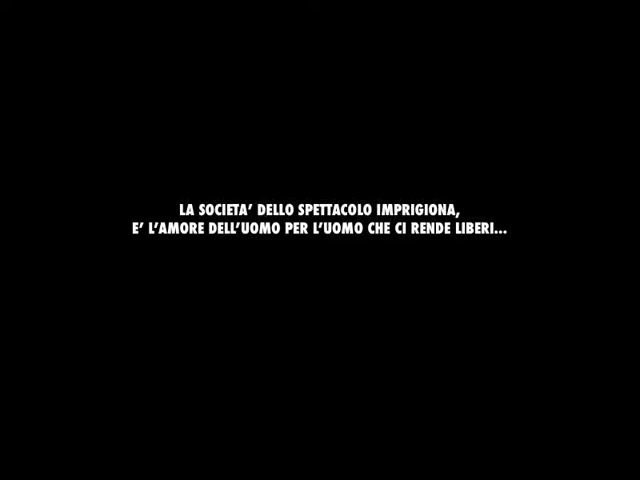 LA SOCIETA' DELLO SPETTACOLO IMPRIGIONA,
E' L'AMORE DELL'UOMO PER L'UOMO CHE CI RENDE LIBERI...